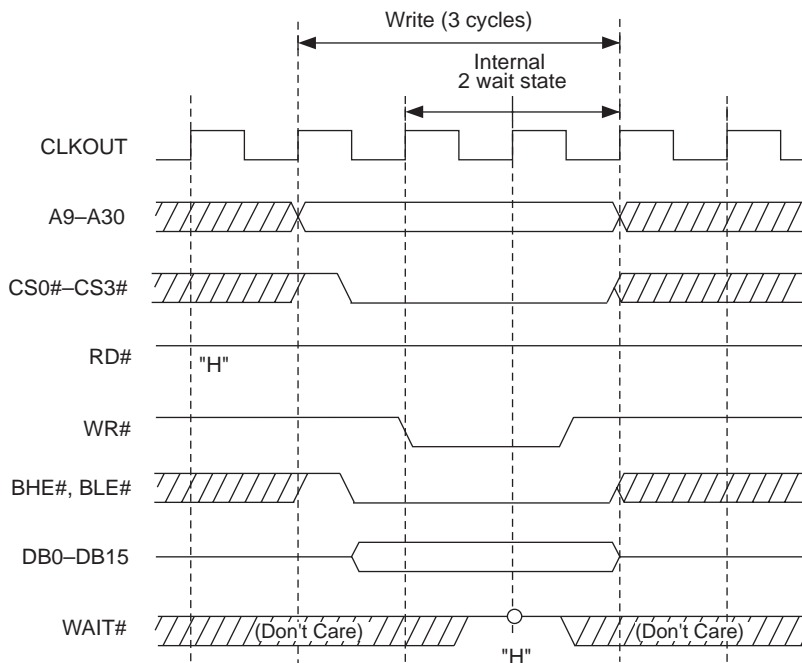 Write (3 cycles)
Internal
2 wait state
CLKOUT
A9–A30
CS0#–CS3#
RD#
"H"
WR#
BHE#, BLE#
DB0–DB15
WAIT#
(Don't Care)
(Don't Care)
"H"